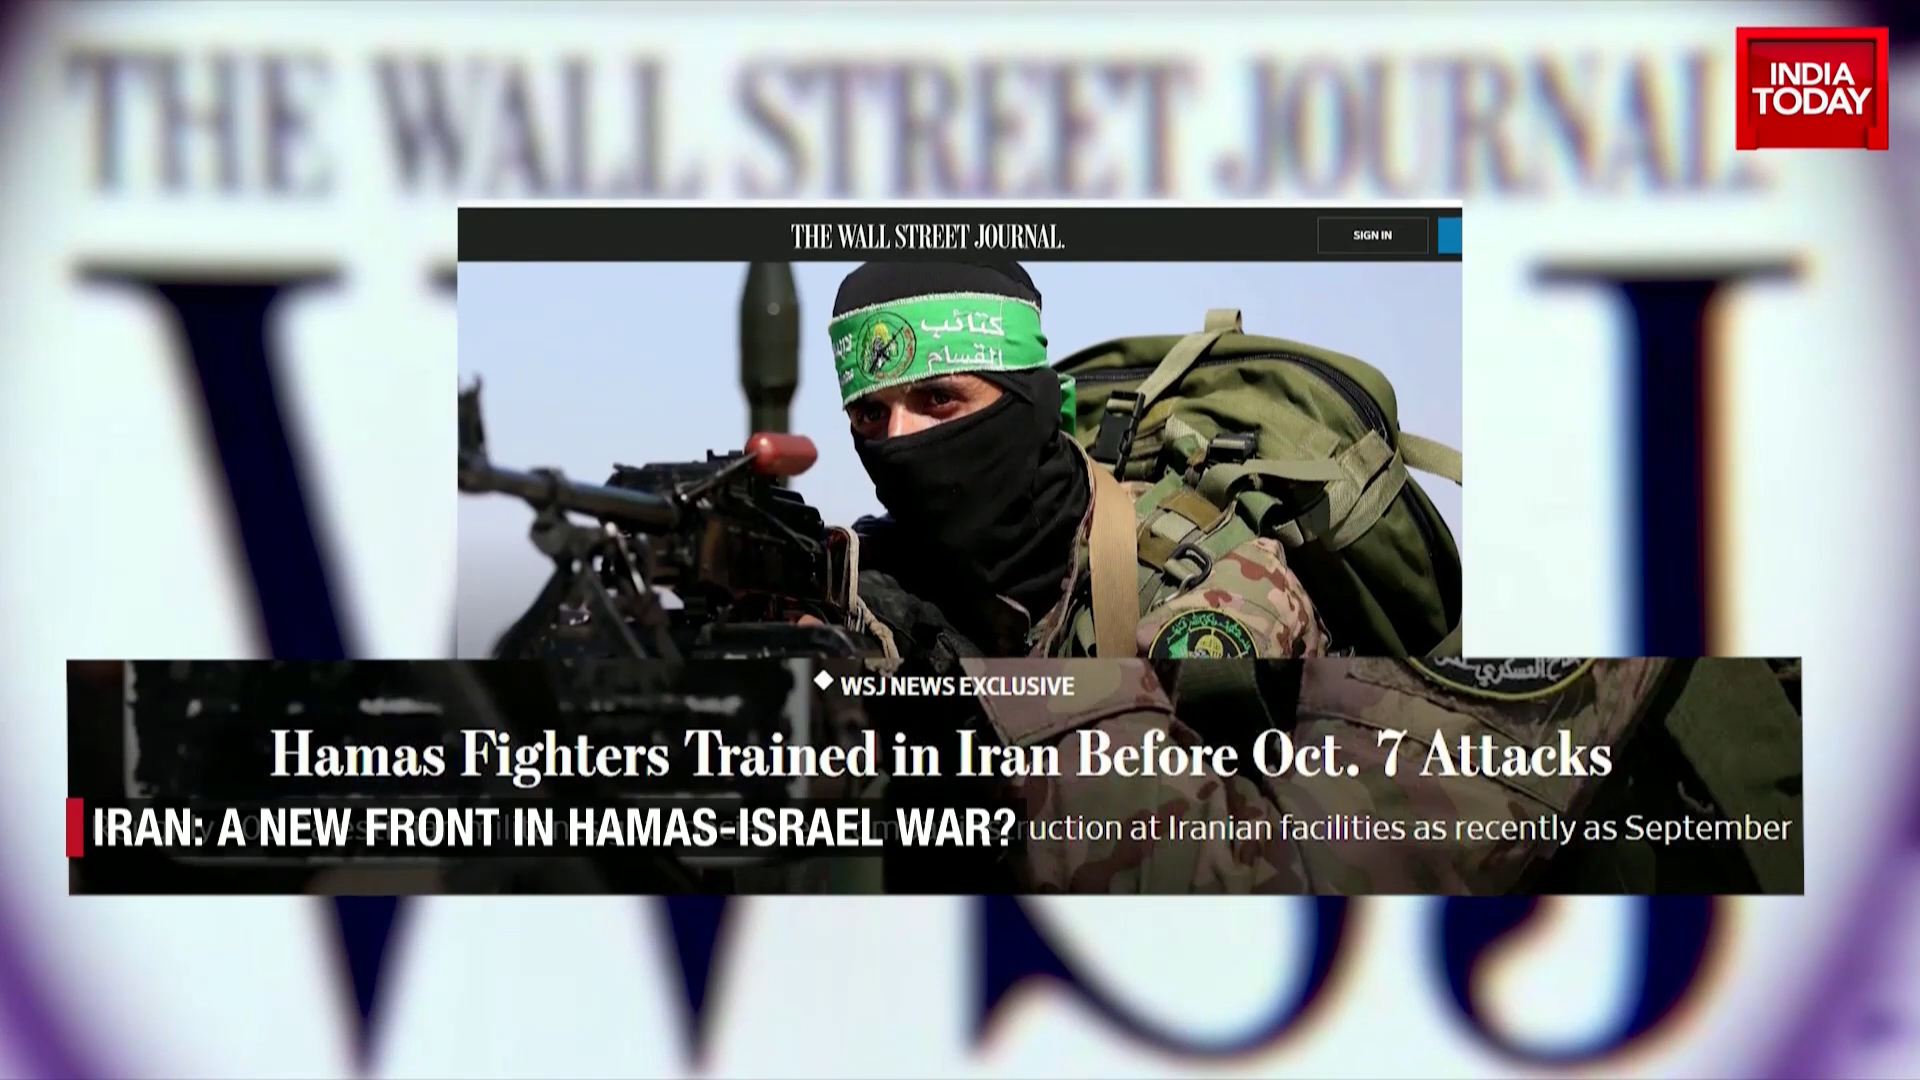 THE WALL STREET JOURNAL.
INDIA
TODAY
THE WALL STREET JOURNAL.
SIGN IN
كتائب
القسام
WSJ NEWS EXCLUSIVE
Hamas Fighters Trained in Iran Before Oct. 7 Attacks
IRAN: A NEW FRONT IN HAMAS-ISRAEL WAR?
uction at Iranian facilities as recently as September
W
J